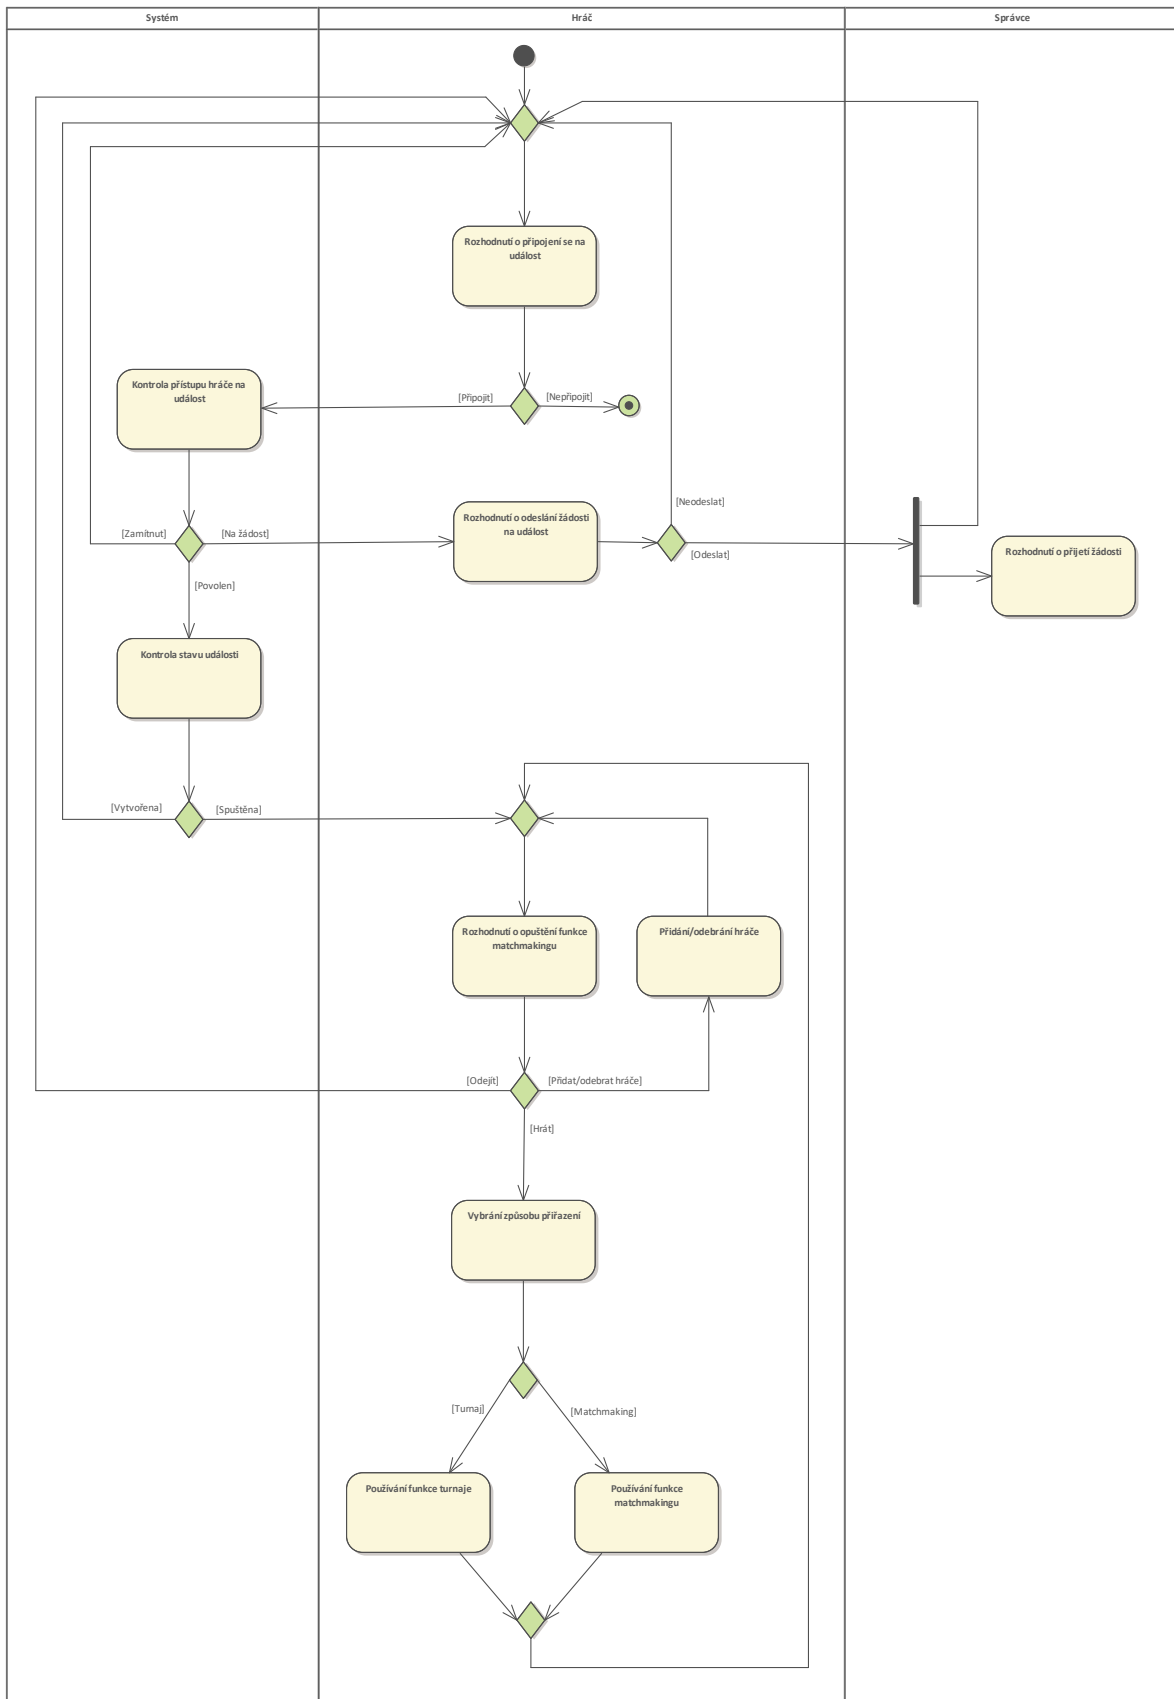 Systém
Hráč
Správce
Rozhodnutí o připojení se na
událost
Kontrola přístupu hráče na
událost
[Připojit]
[Nepřipojit]
[Neodeslat]
[Zamítnut]
[Na žádost]
Rozhodnutí o odeslání žádosti
na událost
[Odeslat]
Rozhodnutí o přijetí žádosti
[Povolen]
Kontrola stavu události
[Vytvořena]
[Spuštěna]
Rozhodnutí o opuštění funkce
matchmakingu
Přidání/odebrání hráče
[Odejít]
[Přidat/odebrat hráče]
[Hrát]
Vybrání způsobu přiřazení
[Turnaj]
[Matchmaking]
Používání funkce turnaje
Používání funkce
matchmakingu